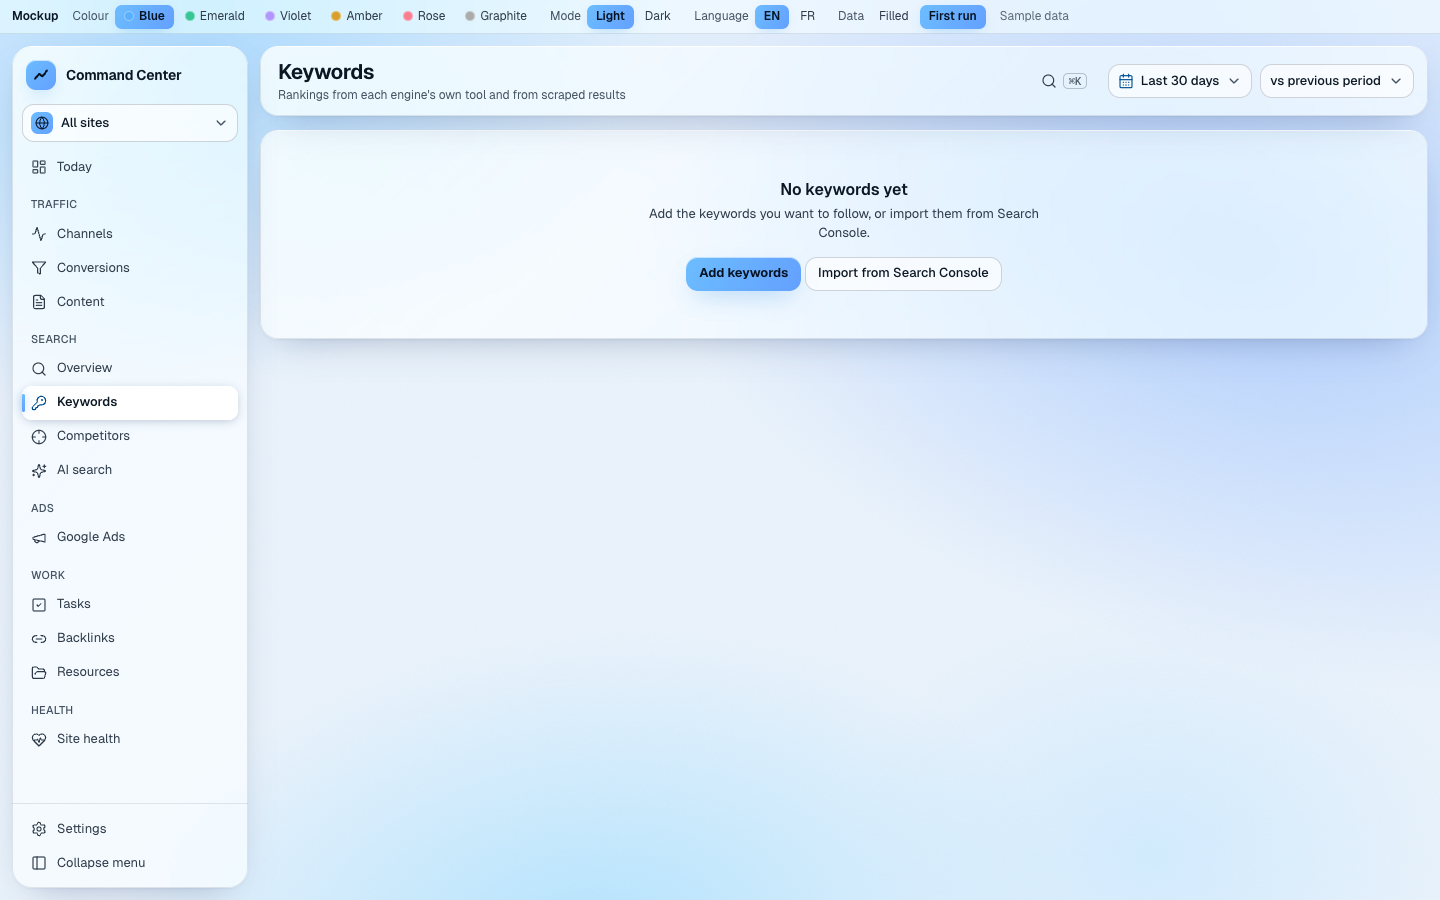 Mockup Colour Blue Emerald Violet Amber Rose Graphite Mode Light Dark Language EN FR Data Filled First run Sample data
Command Center
All sites
Today
TRAFFIC
Channels
Conversions
Content
SEARCH
Overview
Keywords
Competitors
AI search
ADS
Google Ads
WORK
Tasks
Backlinks
Resources
HEALTH
Site health
Settings
Collapse menu
Keywords
Rankings from each engine's own tool and from scraped results
⌘K Last 30 days vs previous period
No keywords yet
Add the keywords you want to follow, or import them from Search
Console.
Add keywords Import from Search Console